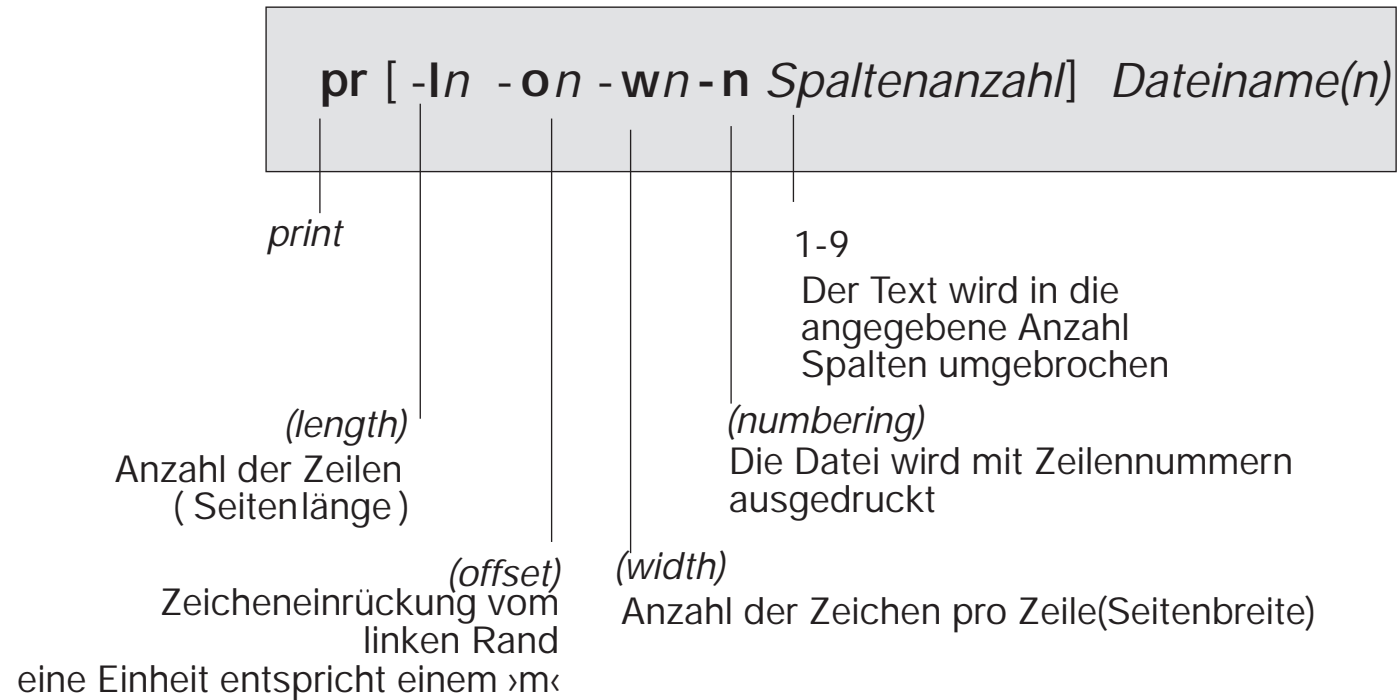 pr [ -ln -on -wn -n Spaltenanzahl] Dateiname(n)
print
1-9
Der Text wird in die
angegebene Anzahl
Spalten umgebrochen
(length)
Anzahl der Zeilen
( Seitenlänge )
(numbering)
Die Datei wird mit Zeilennummern
ausgedruckt
(offset)
Zeicheneinrückung vom
linken Rand
eine Einheit entspricht einem ›m‹
(width)
Anzahl der Zeichen pro Zeile(Seitenbreite)